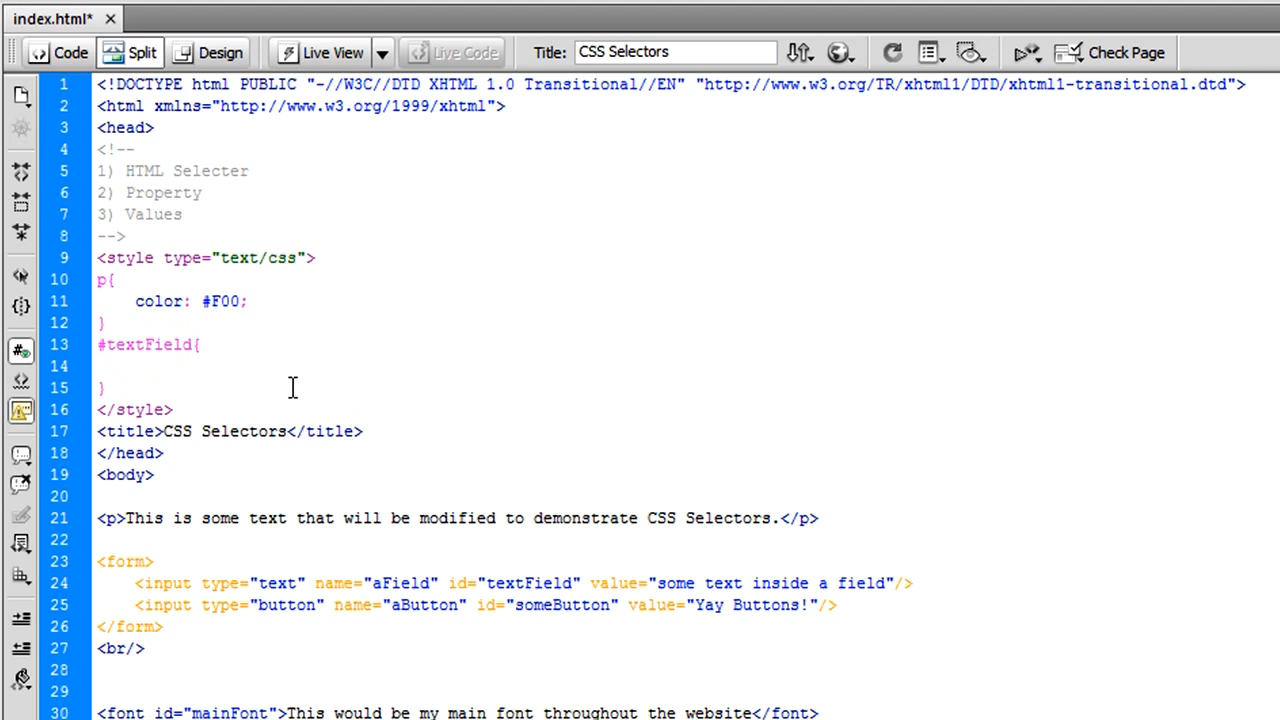 index.html*
Code Split Design Live View Live Code Title: CSS Selectors Check Page
1 <!DOCTYPE html PUBLIC "-//W3C//DTD XHTML 1.0 Transitional//EN" "http://www.w3.org/TR/xhtml1/DTD/xhtml1-transitional.dtd">
2 <html xmlns="http://www.w3.org/1999/xhtml">
3 <head>
4 <!--
5 1) HTML Selecter
6 2) Property
7 3) Values
8 -->
9 <style type="text/css">
10 p{
11 color: #F00;
12 }
13 #textField{
14
15 }
16 </style>
17 <title>CSS Selectors</title>
18 </head>
19 <body>
20
21 <p>This is some text that will be modified to demonstrate CSS Selectors.</p>
22
23 <form>
24 <input type="text" name="aField" id="textField" value="some text inside a field"/>
25 <input type="button" name="aButton" id="someButton" value="Yay Buttons!"/>
26 </form>
27 <br/>
28
29
30 <font id="mainFont">This would be my main font throughout the website</font>